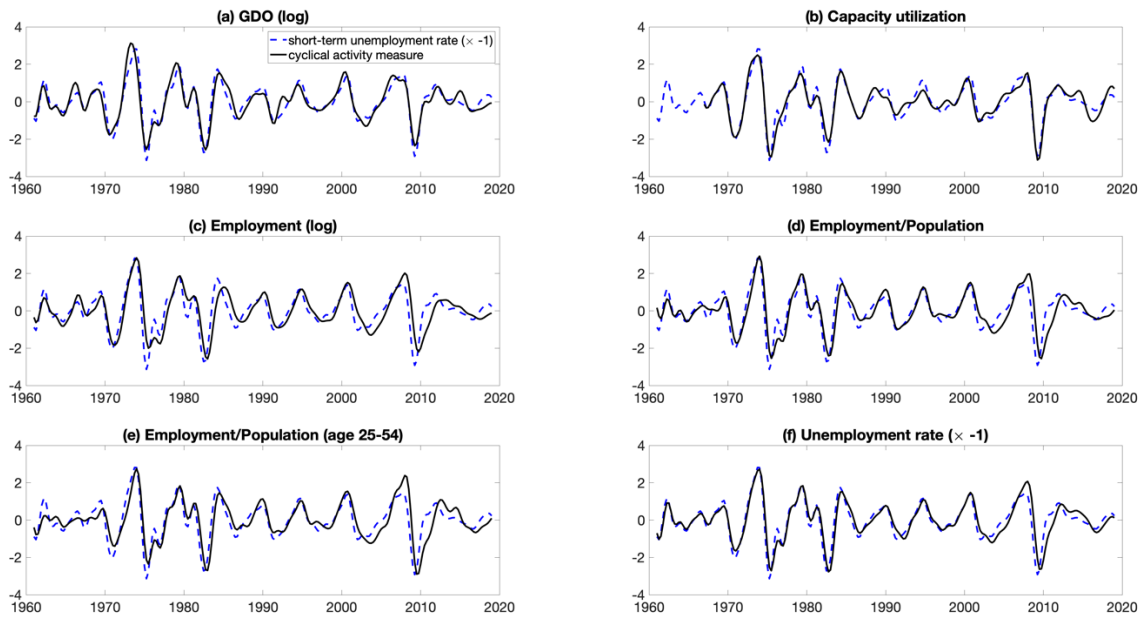 (a) GDO (log)
short-term unemployment rate (× -1)
cyclical activity measure
4
2
0
-2
-4
1960 1970 1980 1990 2000 2010 2020
(b) Capacity utilization
4
2
0
-2
-4
1960 1970 1980 1990 2000 2010 2020
(c) Employment (log)
4
2
0
-2
-4
1960 1970 1980 1990 2000 2010 2020
(d) Employment/Population
4
2
0
-2
-4
1960 1970 1980 1990 2000 2010 2020
(e) Employment/Population (age 25-54)
4
2
0
-2
-4
1960 1970 1980 1990 2000 2010 2020
(f) Unemployment rate (× -1)
4
2
0
-2
-4
1960 1970 1980 1990 2000 2010 2020